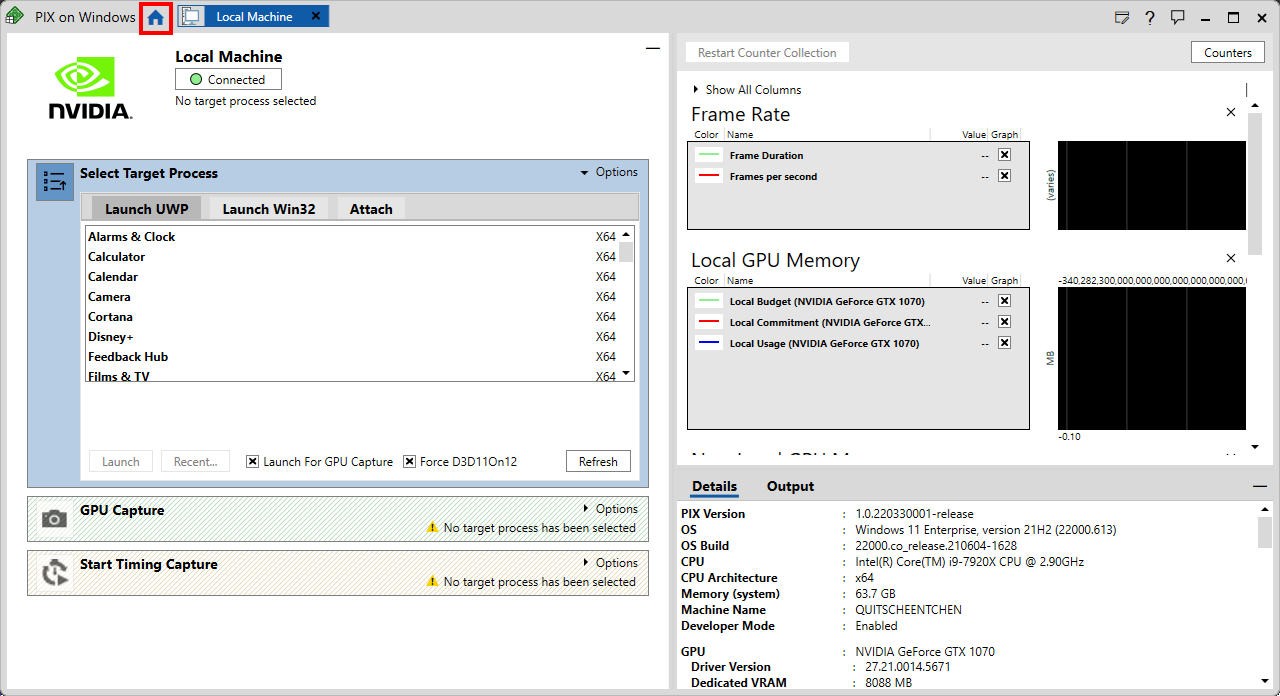 PIX on Windows
Local Machine
Local Machine
Connected
No target process selected
NVIDIA.
Select Target Process
Options
Launch UWP Launch Win32 Attach
Alarms & Clock X64
Calculator X64
Calendar X64
Camera X64
Cortana X64
Disney+ X64
Feedback Hub X64
Films & TV X64
Launch Recent... Launch For GPU Capture Force D3D11On12 Refresh
GPU Capture
Options
No target process has been selected
Start Timing Capture
Options
No target process has been selected
Restart Counter Collection Counters
Show All Columns
Frame Rate
Color Name Value Graph
Frame Duration --
Frames per second --
(varies)
Local GPU Memory
Color Name Value Graph
Local Budget (NVIDIA GeForce GTX 1070) --
Local Commitment (NVIDIA GeForce GTX... --
Local Usage (NVIDIA GeForce GTX 1070) --
-340,282,300,000,000,000,000,000,000,
MB
-0.10
Details Output
PIX Version : 1.0.220330001-release
OS : Windows 11 Enterprise, version 21H2 (22000.613)
OS Build : 22000.co_release.210604-1628
CPU : Intel(R) Core(TM) i9-7920X CPU @ 2.90GHz
CPU Architecture : x64
Memory (system) : 63.7 GB
Machine Name : QUITSCHEENTCHEN
Developer Mode : Enabled
GPU : NVIDIA GeForce GTX 1070
Driver Version : 27.21.0014.5671
Dedicated VRAM : 8088 MB